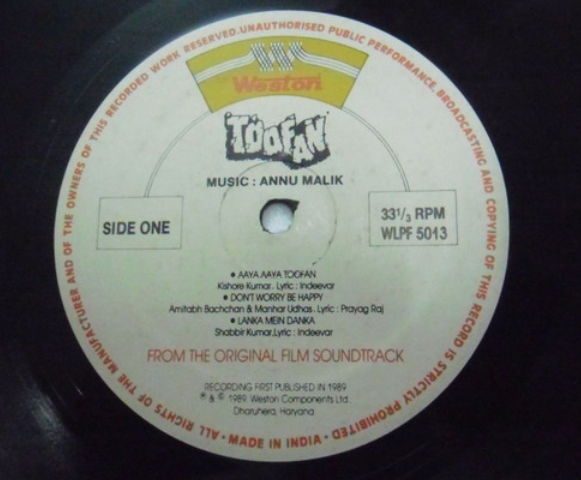 ALL RIGHTS OF THE MANUFACTURER AND OF THE OWNERS OF THIS RECORDED WORK RESERVED.UNAUTHORISED PUBLIC PERFORMANCE,BROADCASTING AND COPYING OF THIS RECORD IS STRICTLY PROHIBITED • MADE IN INDIA •
Weston
TOOFAN
MUSIC : ANNU MALIK
SIDE ONE
33 1/3 RPM
WLPF 5013
• AAYA AAYA TOOFAN
Kishore Kumar. Lyric : Indeevar
• DON'T WORRY BE HAPPY
Amitabh Bachchan & Manhar Udhas. Lyric : Prayag Raj
• LANKA MEIN DANKA
Shabbir Kumar.Lyric : Indeevar
FROM THE ORIGINAL FILM SOUNDTRACK
RECORDING FIRST PUBLISHED IN 1989
℗ & © 1989. Weston Components Ltd.
Dharuhera, Haryana